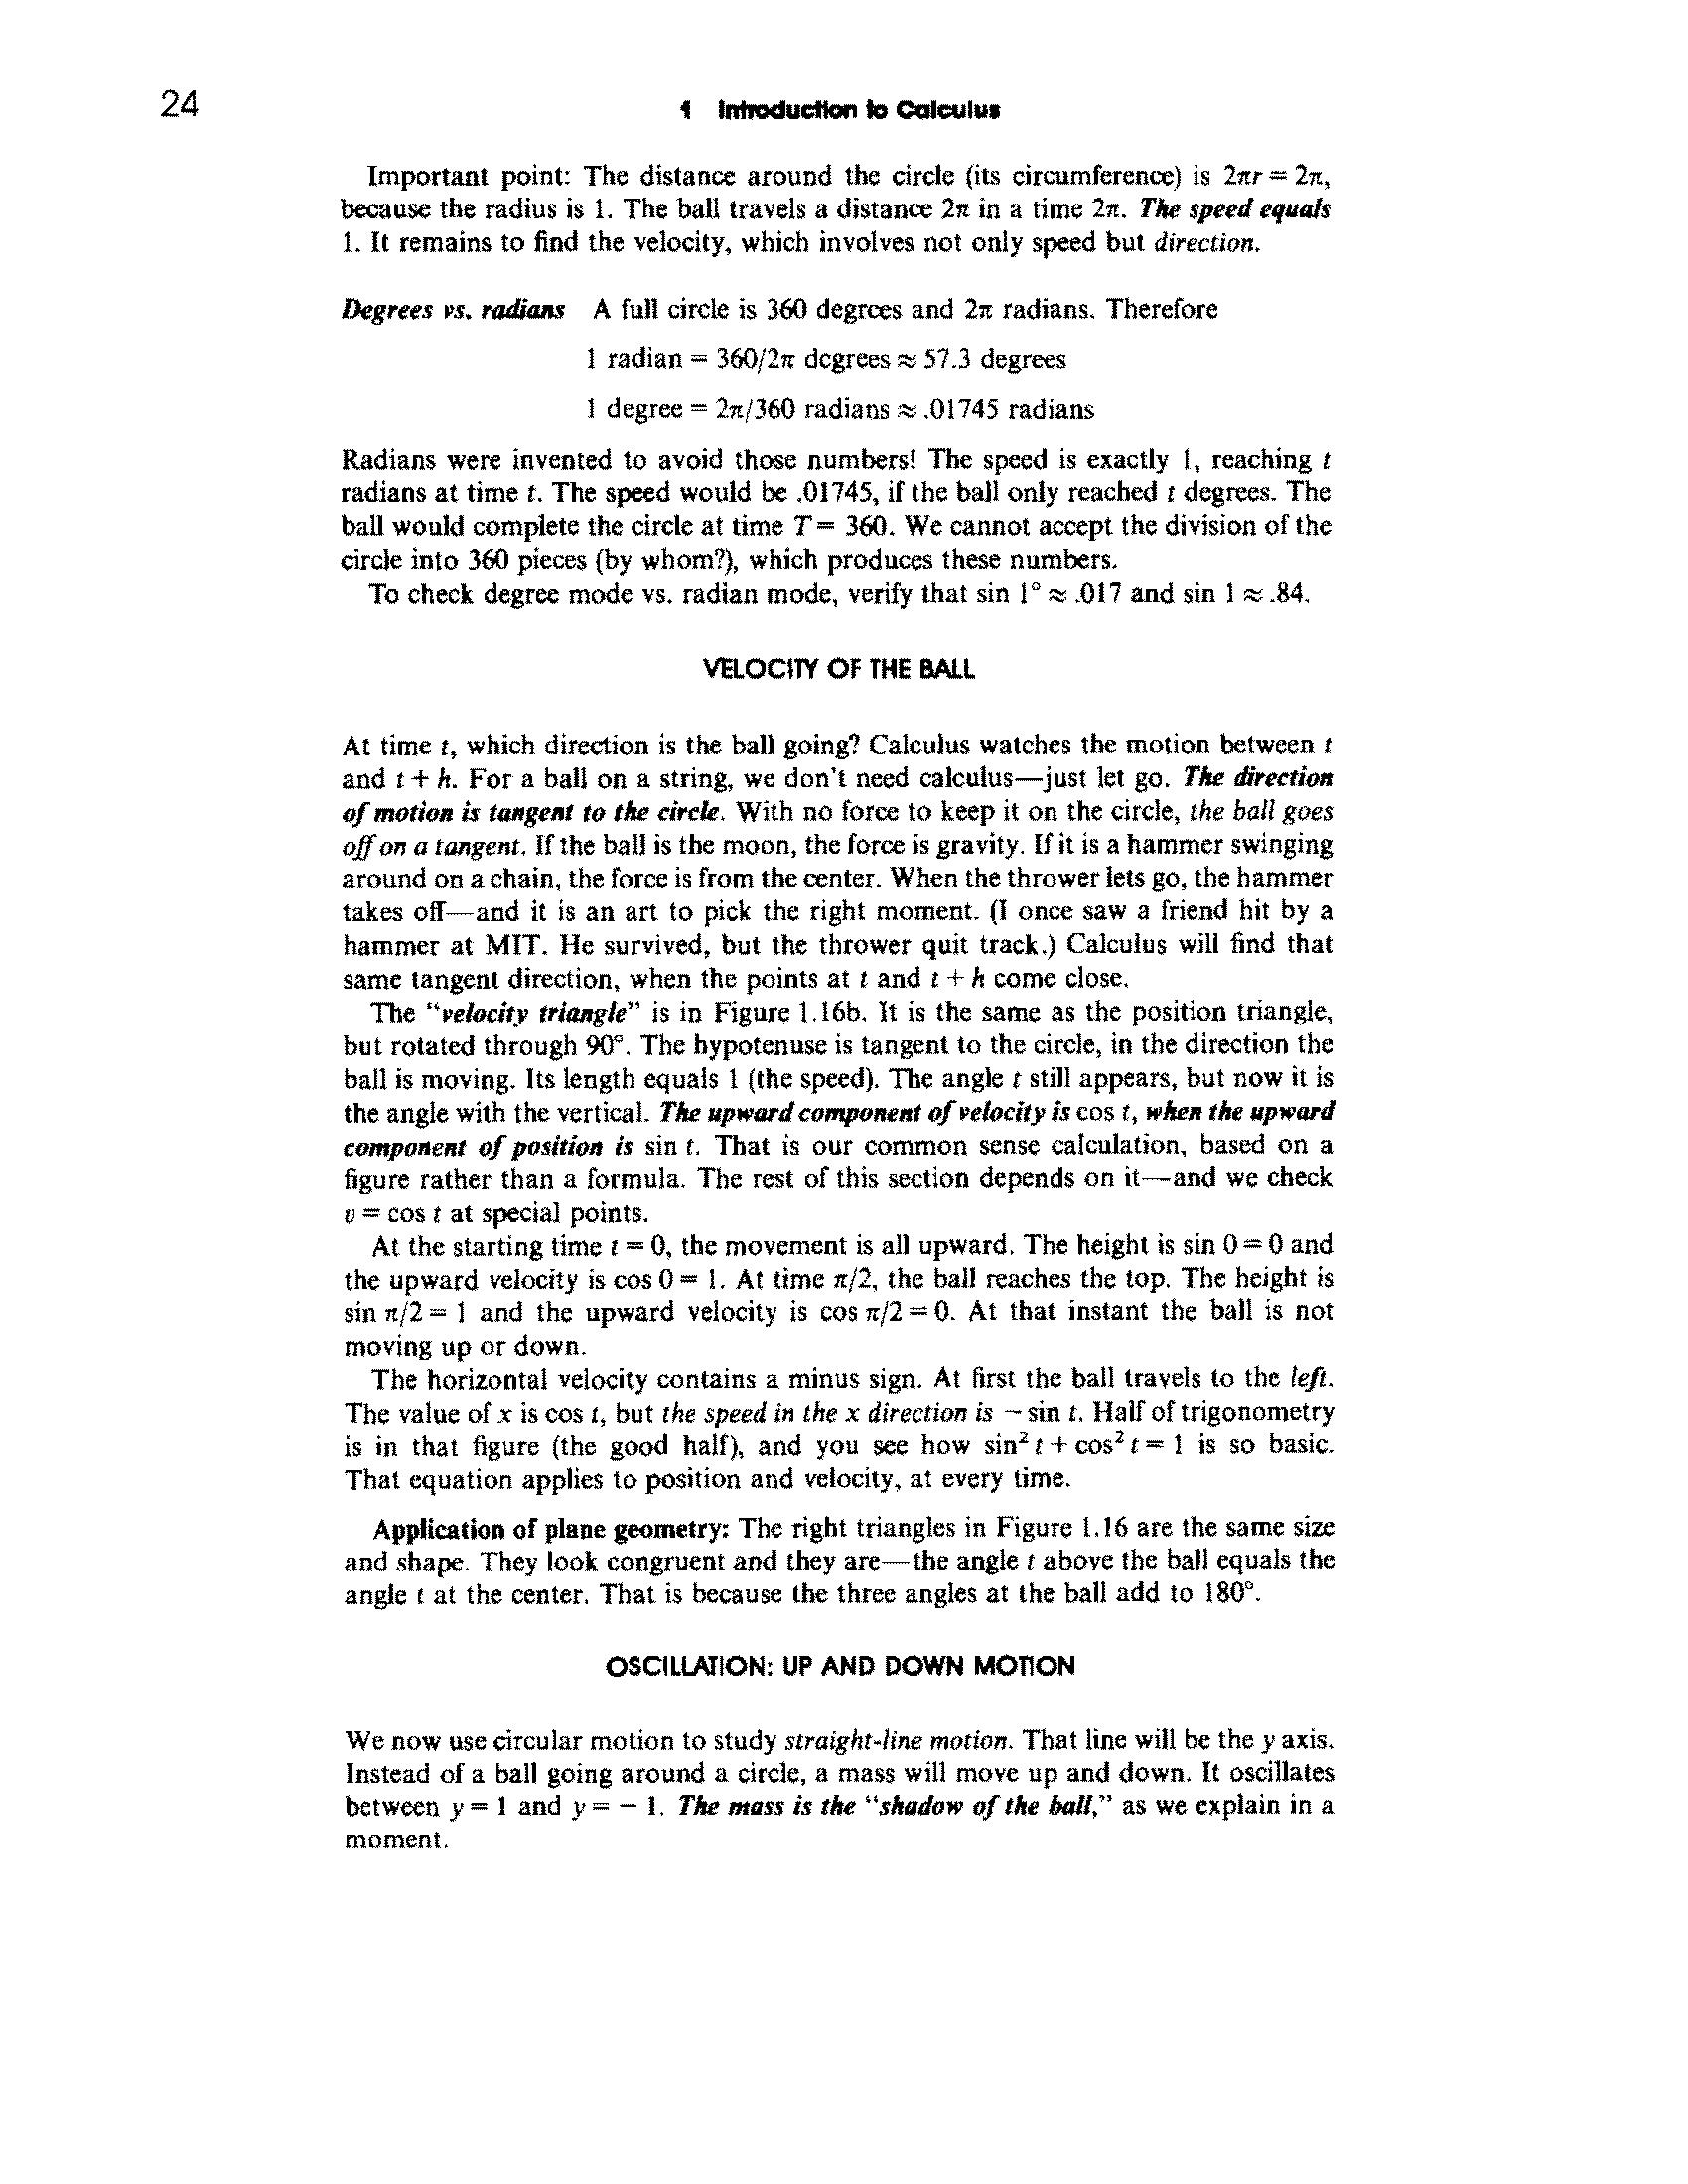 24
1 Introduction to Calculus
Important point: The distance around the circle (its circumference) is 2πr = 2π,
because the radius is 1. The ball travels a distance 2π in a time 2π. The speed equals
1. It remains to find the velocity, which involves not only speed but direction.
Degrees vs. radians A full circle is 360 degrees and 2π radians. Therefore
1 radian = 360/2π degrees ≈ 57.3 degrees
1 degree = 2π/360 radians ≈ .01745 radians
Radians were invented to avoid those numbers! The speed is exactly 1, reaching t
radians at time t. The speed would be .01745, if the ball only reached t degrees. The
ball would complete the circle at time T = 360. We cannot accept the division of the
circle into 360 pieces (by whom?), which produces these numbers.
To check degree mode vs. radian mode, verify that sin 1° ≈ .017 and sin 1 ≈ .84.
VELOCITY OF THE BALL
At time t, which direction is the ball going? Calculus watches the motion between t
and t + h. For a ball on a string, we don't need calculus—just let go. The direction
of motion is tangent to the circle. With no force to keep it on the circle, the ball goes
off on a tangent. If the ball is the moon, the force is gravity. If it is a hammer swinging
around on a chain, the force is from the center. When the thrower lets go, the hammer
takes off—and it is an art to pick the right moment. (I once saw a friend hit by a
hammer at MIT. He survived, but the thrower quit track.) Calculus will find that
same tangent direction, when the points at t and t + h come close.
The "velocity triangle" is in Figure 1.16b. It is the same as the position triangle,
but rotated through 90°. The hypotenuse is tangent to the circle, in the direction the
ball is moving. Its length equals 1 (the speed). The angle t still appears, but now it is
the angle with the vertical. The upward component of velocity is cos t, when the upward
component of position is sin t. That is our common sense calculation, based on a
figure rather than a formula. The rest of this section depends on it—and we check
v = cos t at special points.
At the starting time t = 0, the movement is all upward. The height is sin 0 = 0 and
the upward velocity is cos 0 = 1. At time π/2, the ball reaches the top. The height is
sin π/2 = 1 and the upward velocity is cos π/2 = 0. At that instant the ball is not
moving up or down.
The horizontal velocity contains a minus sign. At first the ball travels to the left.
The value of x is cos t, but the speed in the x direction is − sin t. Half of trigonometry
is in that figure (the good half), and you see how sin² t + cos² t = 1 is so basic.
That equation applies to position and velocity, at every time.
Application of plane geometry: The right triangles in Figure 1.16 are the same size
and shape. They look congruent and they are—the angle t above the ball equals the
angle t at the center. That is because the three angles at the ball add to 180°.
OSCILLATION: UP AND DOWN MOTION
We now use circular motion to study straight-line motion. That line will be the y axis.
Instead of a ball going around a circle, a mass will move up and down. It oscillates
between y = 1 and y = − 1. The mass is the "shadow of the ball," as we explain in a
moment.